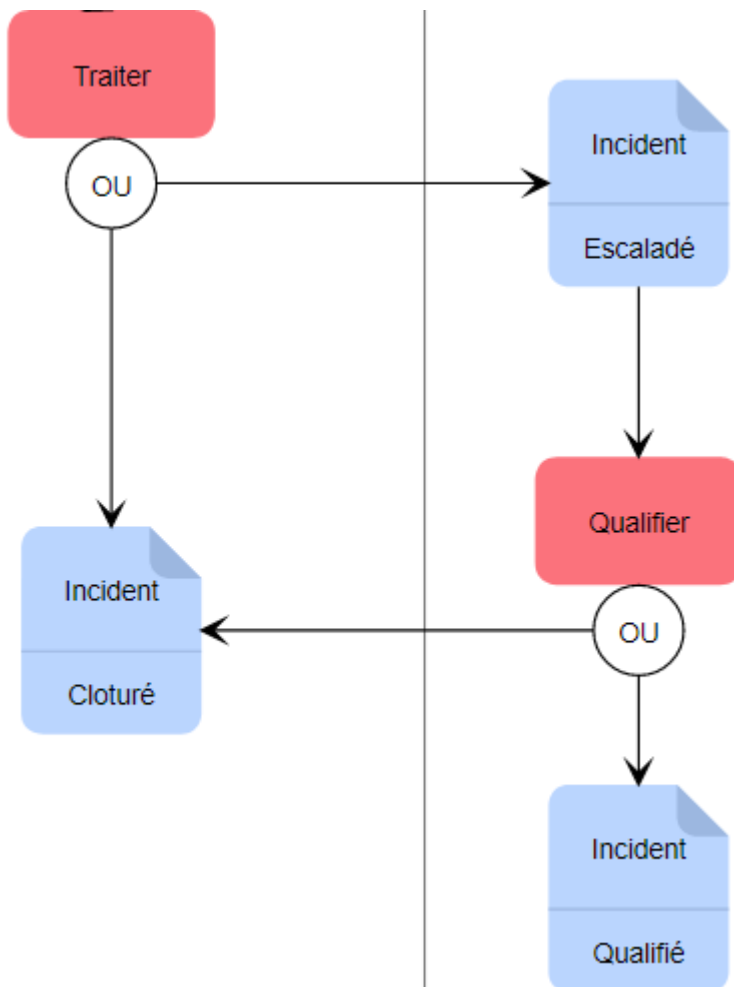 Traiter
OU
Incident
Escaladé
Qualifier
Incident
OU
Cloturé
Incident
Qualifié